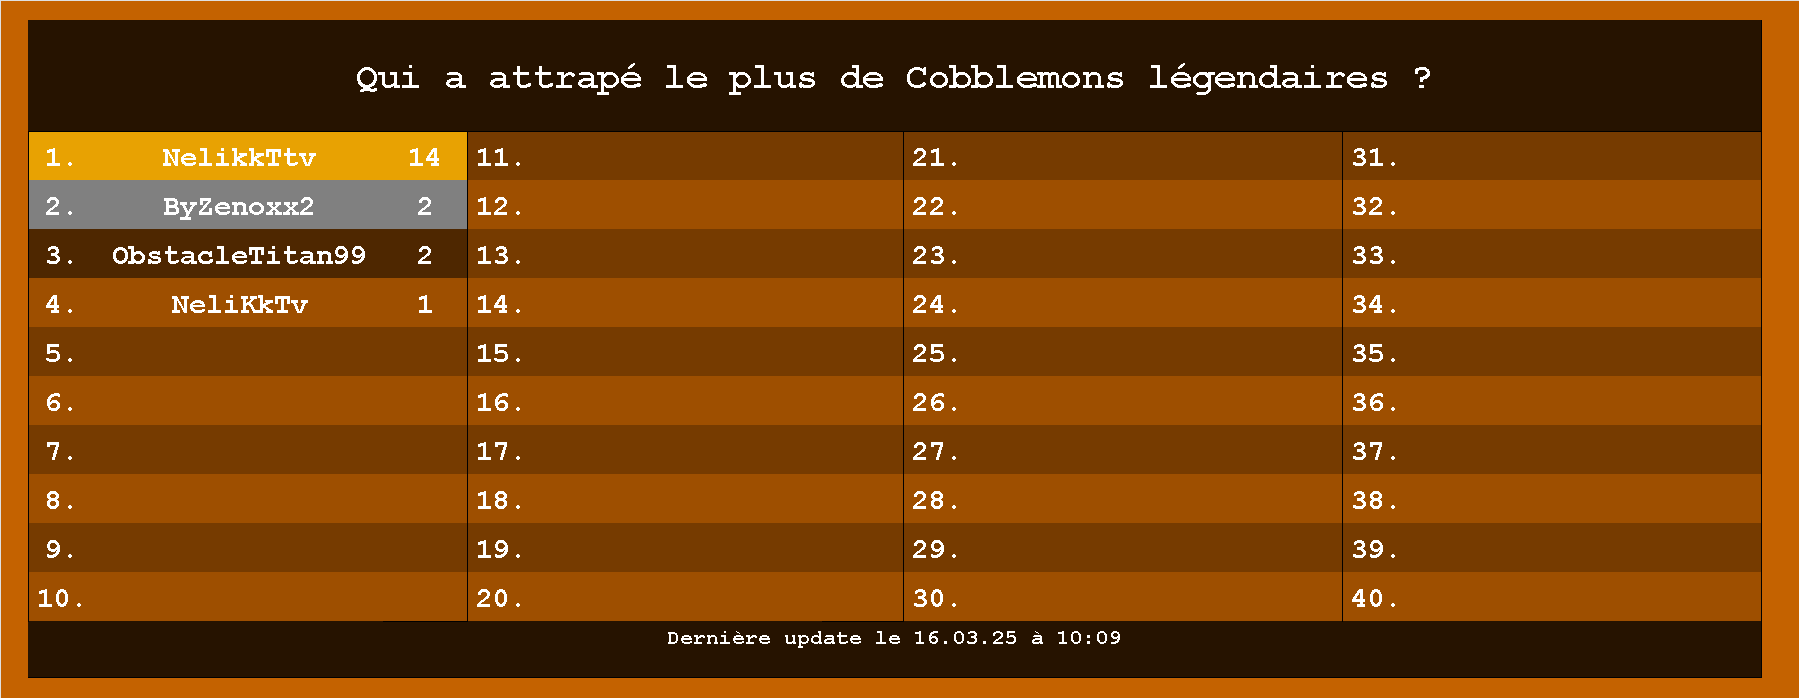 Qui a attrapé le plus de Cobblemons légendaires ?
1. NelikkTtv 14 11. 21. 31.
2. ByZenoxx2 2 12. 22. 32.
3. ObstacleTitan99 2 13. 23. 33.
4. NeliKkTv 1 14. 24. 34.
5. 15. 25. 35.
6. 16. 26. 36.
7. 17. 27. 37.
8. 18. 28. 38.
9. 19. 29. 39.
10. 20. 30. 40.
Dernière update le 16.03.25 à 10:09